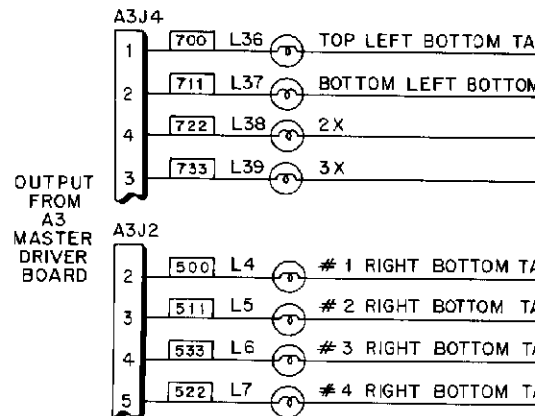 A3J4
1 700 L36 TOP LEFT BOTTOM TA
2 711 L37 BOTTOM LEFT BOTTOM
4 722 L38 2X
3 733 L39 3X
OUTPUT
FROM
A3
MASTER
DRIVER
BOARD
A3J2
2 500 L4 #1 RIGHT BOTTOM TA
3 511 L5 #2 RIGHT BOTTOM TA
4 533 L6 #3 RIGHT BOTTOM TA
5 522 L7 #4 RIGHT BOTTOM TA